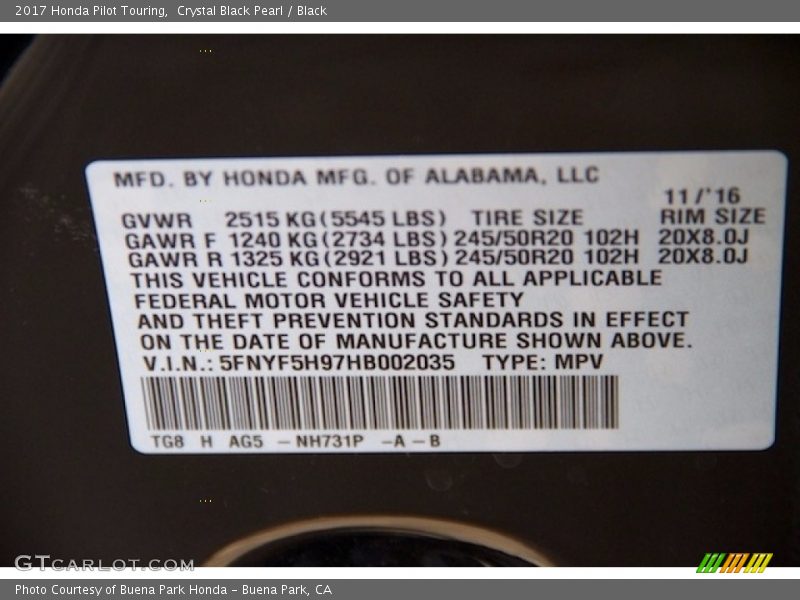 2017 Honda Pilot Touring,  Crystal Black Pearl / Black
MFD. BY HONDA MFG. OF ALABAMA, LLC
11/'16
GVWR 2515 KG (5545 LBS) TIRE SIZE RIM SIZE
GAWR F 1240 KG (2734 LBS) 245/50R20 102H 20X8.0J
GAWR R 1325 KG (2921 LBS) 245/50R20 102H 20X8.0J
THIS VEHICLE CONFORMS TO ALL APPLICABLE
FEDERAL MOTOR VEHICLE SAFETY
AND THEFT PREVENTION STANDARDS IN EFFECT
ON THE DATE OF MANUFACTURE SHOWN ABOVE.
V.I.N.: 5FNYF5H97HB002035 TYPE: MPV
TG8 H AG5 – NH731P –A – B
GTCARLOT.COM
Photo Courtesy of Buena Park Honda – Buena Park, CA